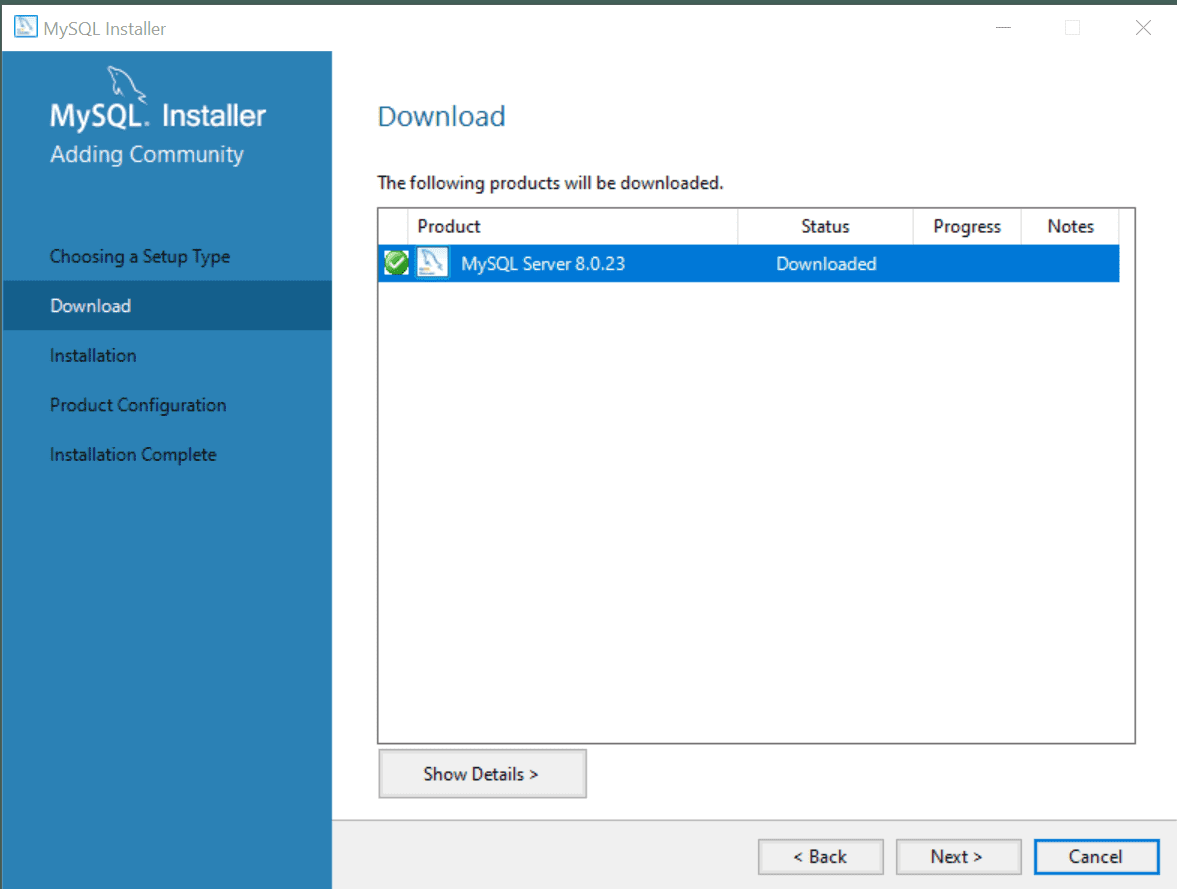 MySQL Installer
MySQL. Installer
Adding Community
Choosing a Setup Type
Download
Installation
Product Configuration
Installation Complete
Download
The following products will be downloaded.
Product Status Progress Notes
MySQL Server 8.0.23 Downloaded
Show Details >
< Back Next > Cancel